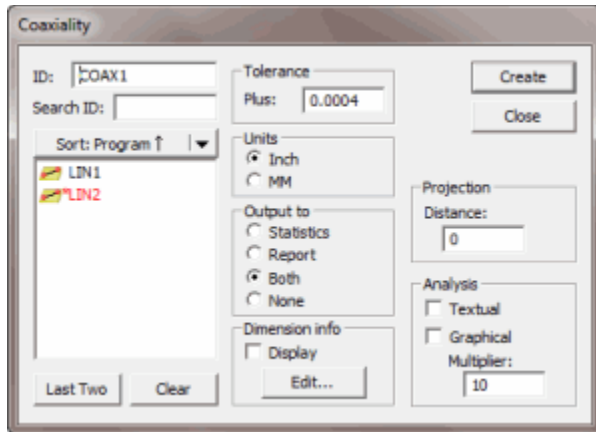 Coaxiality
ID: COAX1
Search ID:
Sort: Program ↑
LIN1
*LIN2
Last Two
Clear
Tolerance
Plus: 0.0004
Units
Inch
MM
Output to
Statistics
Report
Both
None
Dimension info
Display
Edit...
Create
Close
Projection
Distance:
0
Analysis
Textual
Graphical
Multiplier:
10